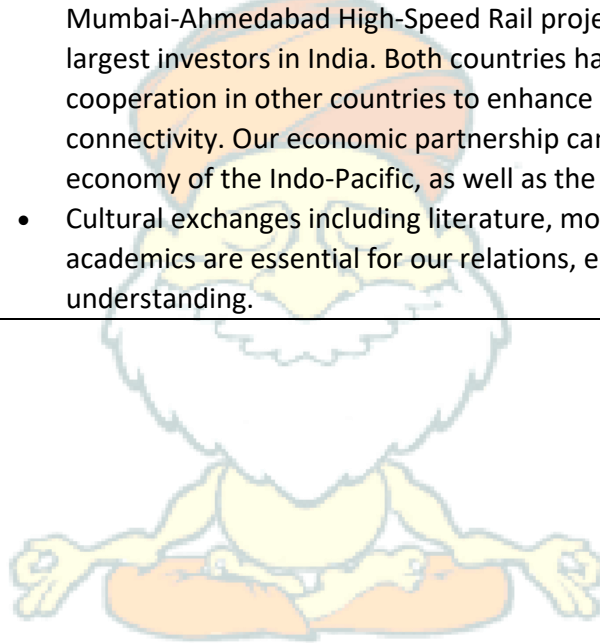 Mumbai-Ahmedabad High-Speed Rail proje
largest investors in India. Both countries ha
cooperation in other countries to enhance
connectivity. Our economic partnership car
economy of the Indo-Pacific, as well as the
• Cultural exchanges including literature, mo
academics are essential for our relations, e
understanding.